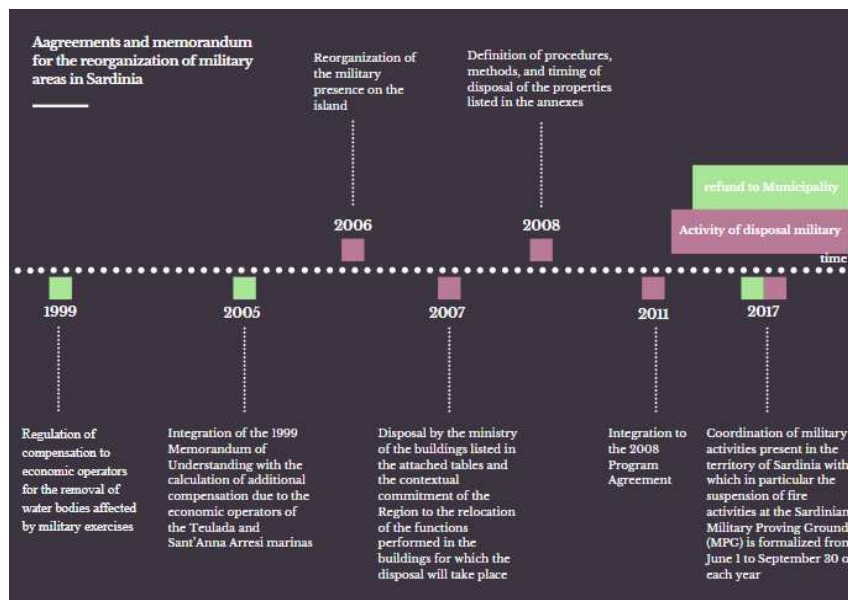 Aagreements and memorandum
for the reorganization of military
areas in Sardinia
Reorganization of
the military
presence on the
island
Definition of procedures,
methods, and timing of
disposal of the properties
listed in the annexes
refund to Municipality
Activity of disposal military
time
2006
2008
1999
2005
2007
2011
2017
Regulation of
compensation to
economic operators
for the removal of
water bodies affected
by military exercises
Integration of the 1999
Memorandum of
Understanding with the
calculation of additional
compensation due to the
economic operators of
the Teulada and
Sant'Anna Arresi marinas
Disposal by the ministry
of the buildings listed in
the attached tables and
the contextual
commitment of the
Region to the relocation
of the functions
performed in the
buildings for which the
disposal will take place
Integration to
the 2008
Program
Agreement
Coordination of military
activities present in the
territory of Sardinia with
which in particular the
suspension of fire
activities at the Sardinian
Military Proving Ground
(MPG) is formalized from
June 1 to September 30 o
each year